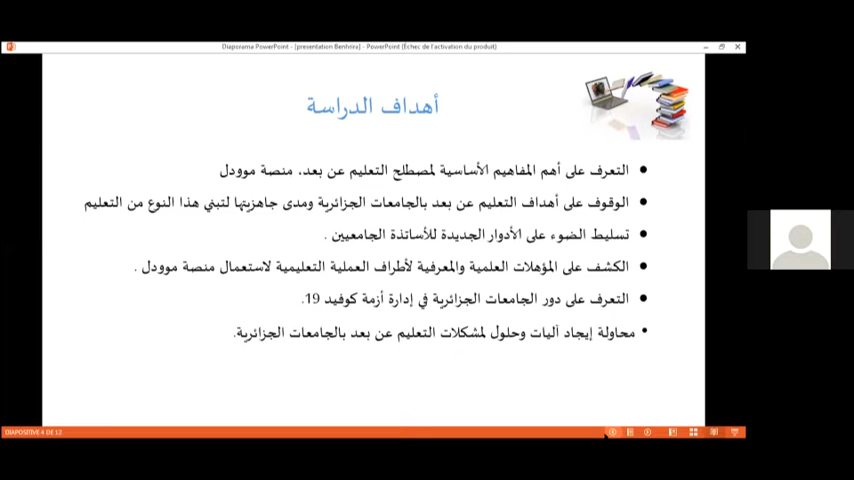 Diaporama PowerPoint - [presentation Benhnira] - PowerPoint (Échec de l'activation du produit)
أهداف الدراسة
التعرف على أهم المفاهيم الأساسية لمصطلح التعليم عن بعد، منصة موودل
الوقوف على أهداف التعليم عن بعد بالجامعات الجزائرية ومدى جاهزيتها لتبني هذا النوع من التعليم
تسليط الضوء على الأدوار الجديدة للأساتذة الجامعيين .
الكشف على المؤهلات العلمية والمعرفية لأطراف العملية التعليمية لاستعمال منصة موودل .
التعرف على دور الجامعات الجزائرية في إدارة أزمة كوفيد 19.
محاولة إيجاد أليات وحلول لمشكلات التعليم عن بعد بالجامعات الجزائرية.
DIAPOSITIVE 4 DE 12